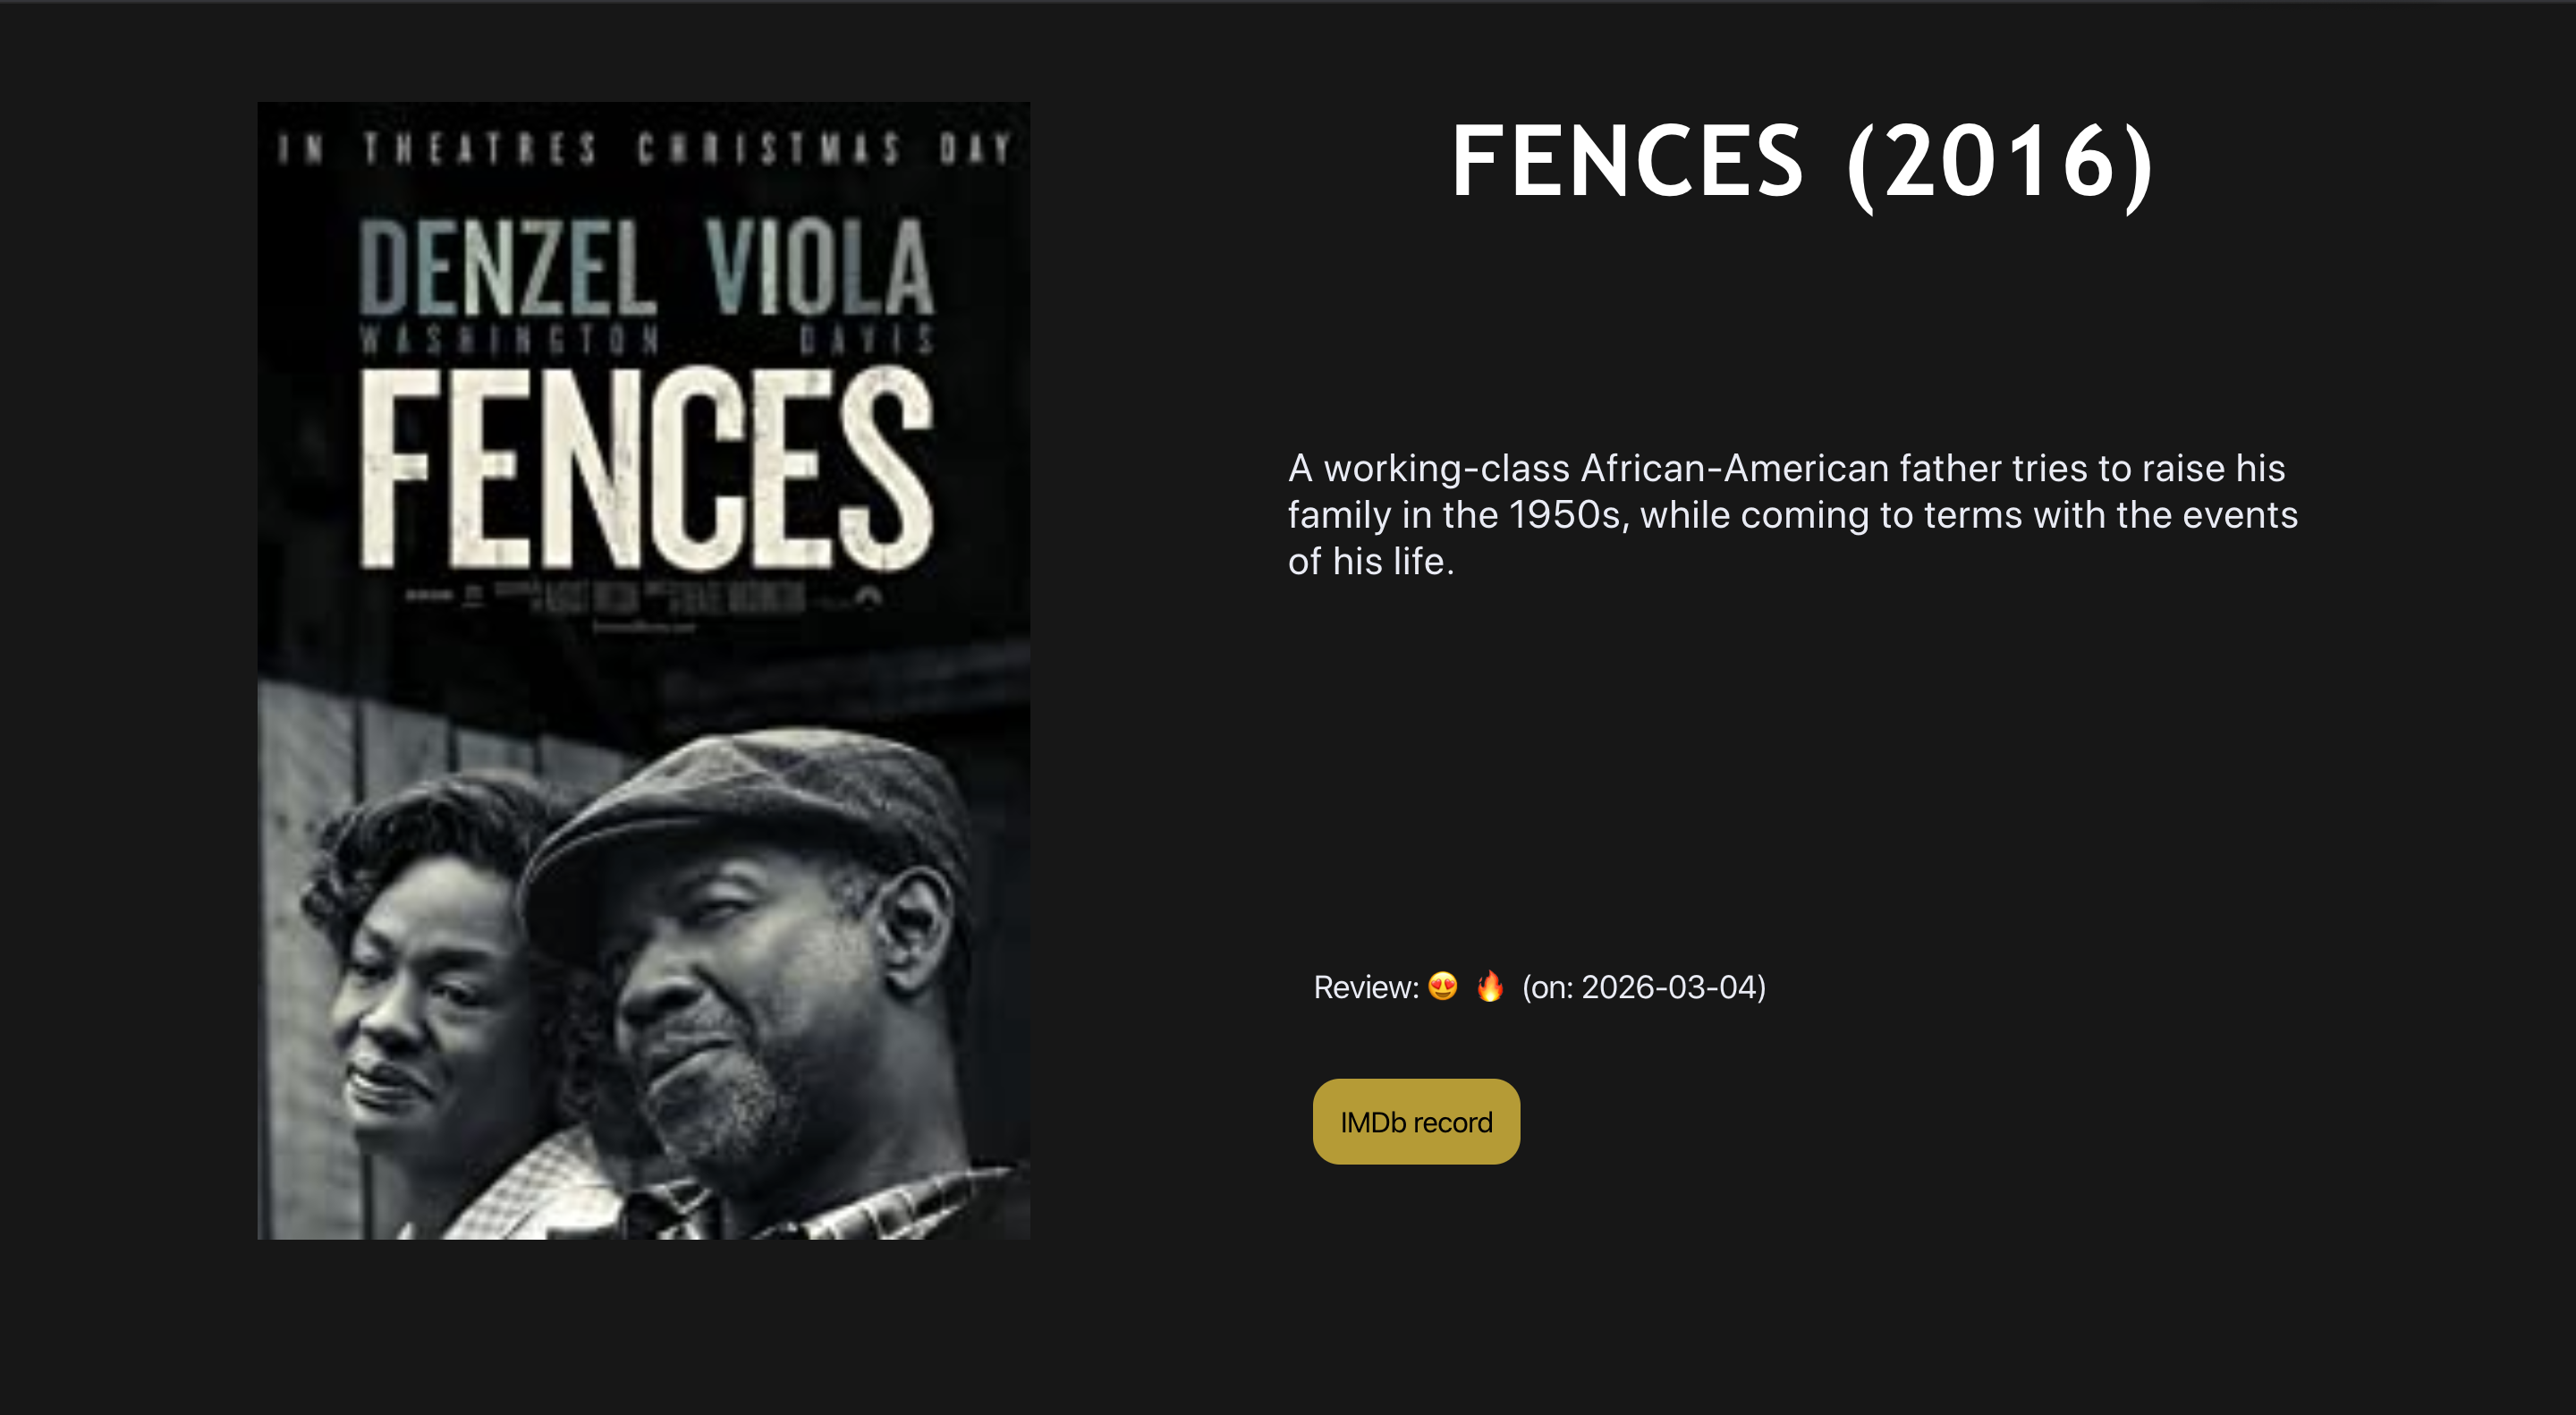 IN THEATRES CHRISTMAS DAY
DENZEL VIOLA
WASHINGTON DAVIS
FENCES
FENCES (2016)
A working-class African-American father tries to raise his
family in the 1950s, while coming to terms with the events
of his life.
Review: 😍 🔥 (on: 2026-03-04)
IMDb record